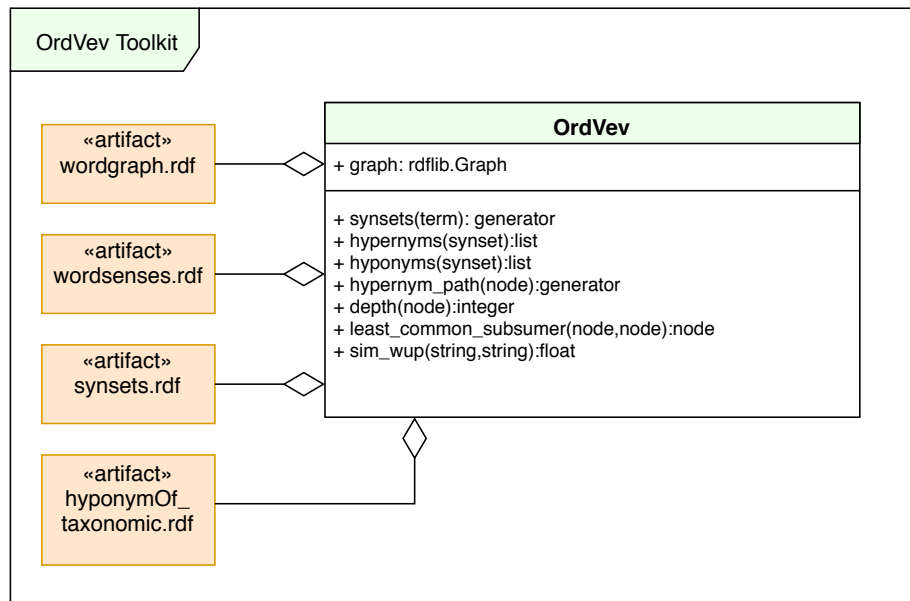 OrdVev Toolkit
«artifact»
wordgraph.rdf
«artifact»
wordsenses.rdf
«artifact»
synsets.rdf
«artifact»
hyponymOf_
taxonomic.rdf
OrdVev
+ graph: rdflib.Graph
+ synsets(term): generator
+ hypernyms(synset):list
+ hyponyms(synset):list
+ hypernym_path(node):generator
+ depth(node):integer
+ least_common_subsumer(node,node):node
+ sim_wup(string,string):float